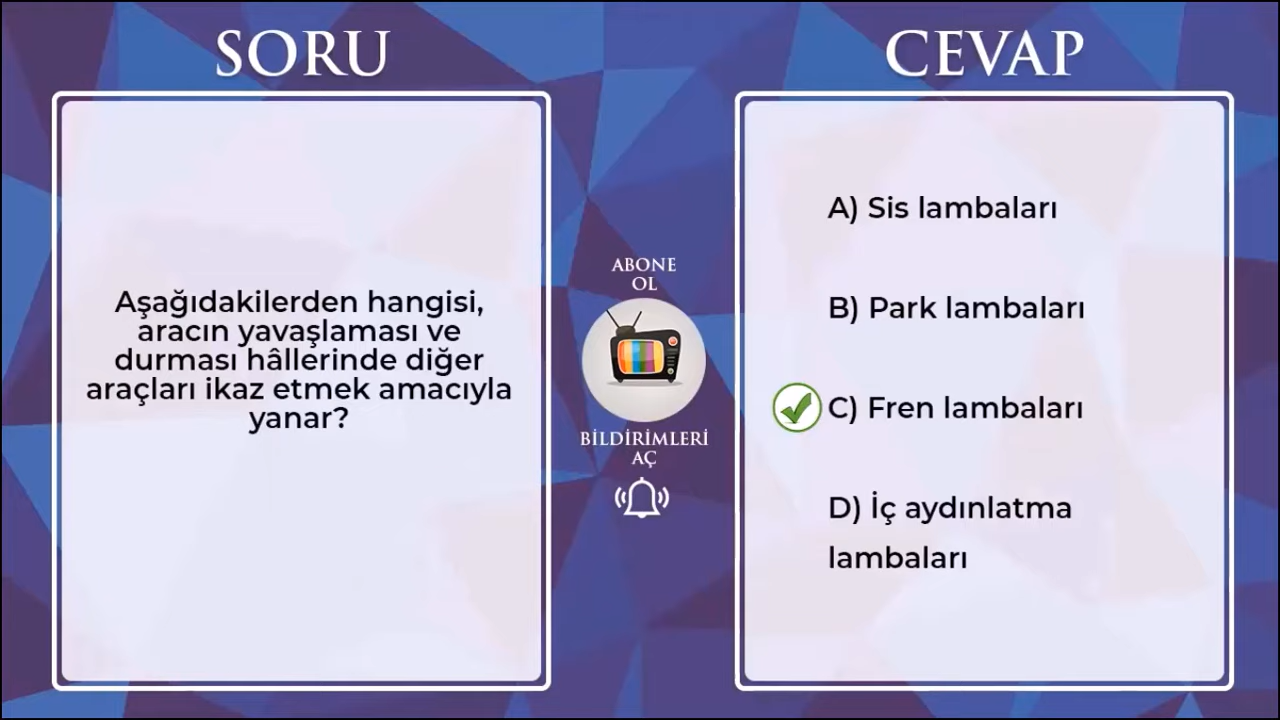 SORU
Aşağıdakilerden hangisi,
aracın yavaşlaması ve
durması hâllerinde diğer
araçları ikaz etmek amacıyla
yanar?
ABONE
OL
BİLDİRİMLERİ
AÇ
CEVAP
A) Sis lambaları
B) Park lambaları
C) Fren lambaları
D) İç aydınlatma
lambaları